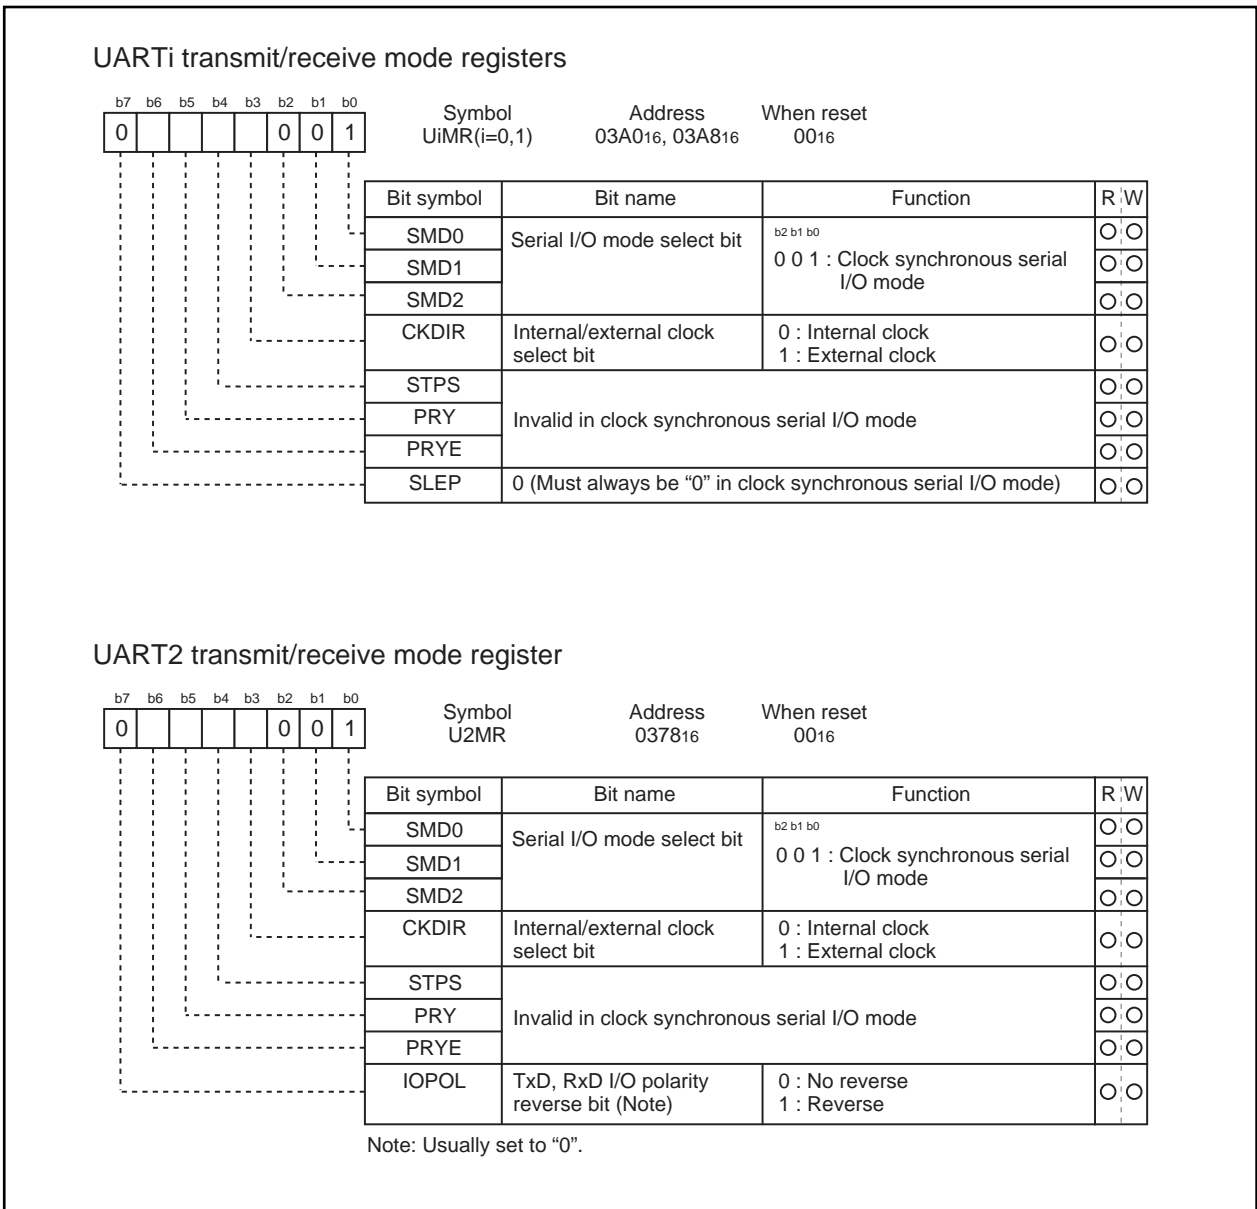 UARTi transmit/receive mode registers
b7 b6 b5 b4 b3 b2 b1 b0
0 0 0 1
Symbol Address When reset
UiMR(i=0,1) 03A016, 03A816 0016
Bit symbol Bit name Function R W
SMD0 Serial I/O mode select bit b2 b1 b0
0 0 1 : Clock synchronous serial
I/O mode
SMD1
SMD2
CKDIR Internal/external clock 0 : Internal clock
select bit 1 : External clock
STPS
PRY Invalid in clock synchronous serial I/O mode
PRYE
SLEP 0 (Must always be “0” in clock synchronous serial I/O mode)
UART2 transmit/receive mode register
b7 b6 b5 b4 b3 b2 b1 b0
0 0 0 1
Symbol Address When reset
U2MR 037816 0016
Bit symbol Bit name Function R W
SMD0 Serial I/O mode select bit b2 b1 b0
0 0 1 : Clock synchronous serial
I/O mode
SMD1
SMD2
CKDIR Internal/external clock 0 : Internal clock
select bit 1 : External clock
STPS
PRY Invalid in clock synchronous serial I/O mode
PRYE
IOPOL TxD, RxD I/O polarity 0 : No reverse
reverse bit (Note) 1 : Reverse
Note: Usually set to “0”.